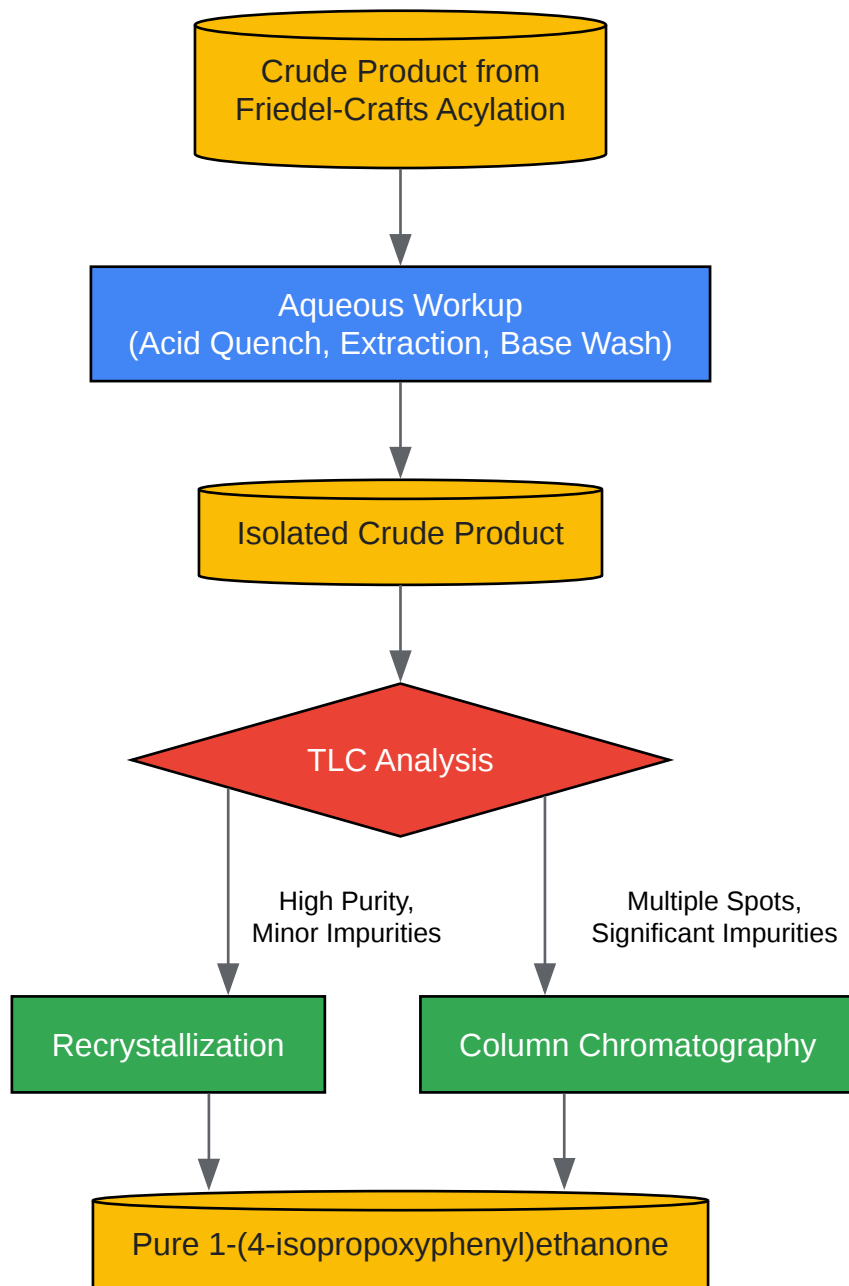 Crude Product from
Friedel-Crafts Acylation
Aqueous Workup
(Acid Quench, Extraction, Base Wash)
Isolated Crude Product
TLC Analysis
High Purity,
Minor Impurities
Multiple Spots,
Significant Impurities
Recrystallization
Column Chromatography
Pure 1-(4-isopropoxyphenyl)ethanone